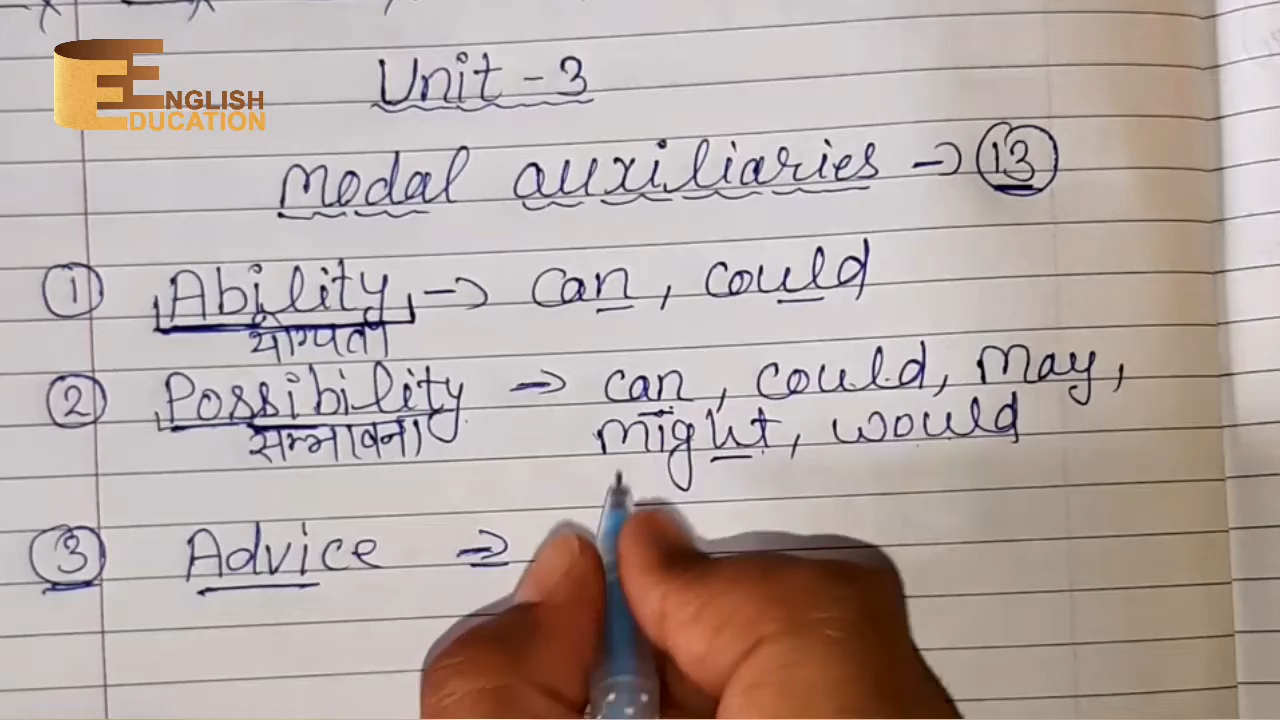 ENGLISH
EDUCATION
Unit - 3
Modal auxiliaries → 13
1 Ability → can, could
योग्यता
2 Possibility → can, could, may,
सम्भावना might, would
3 Advice →